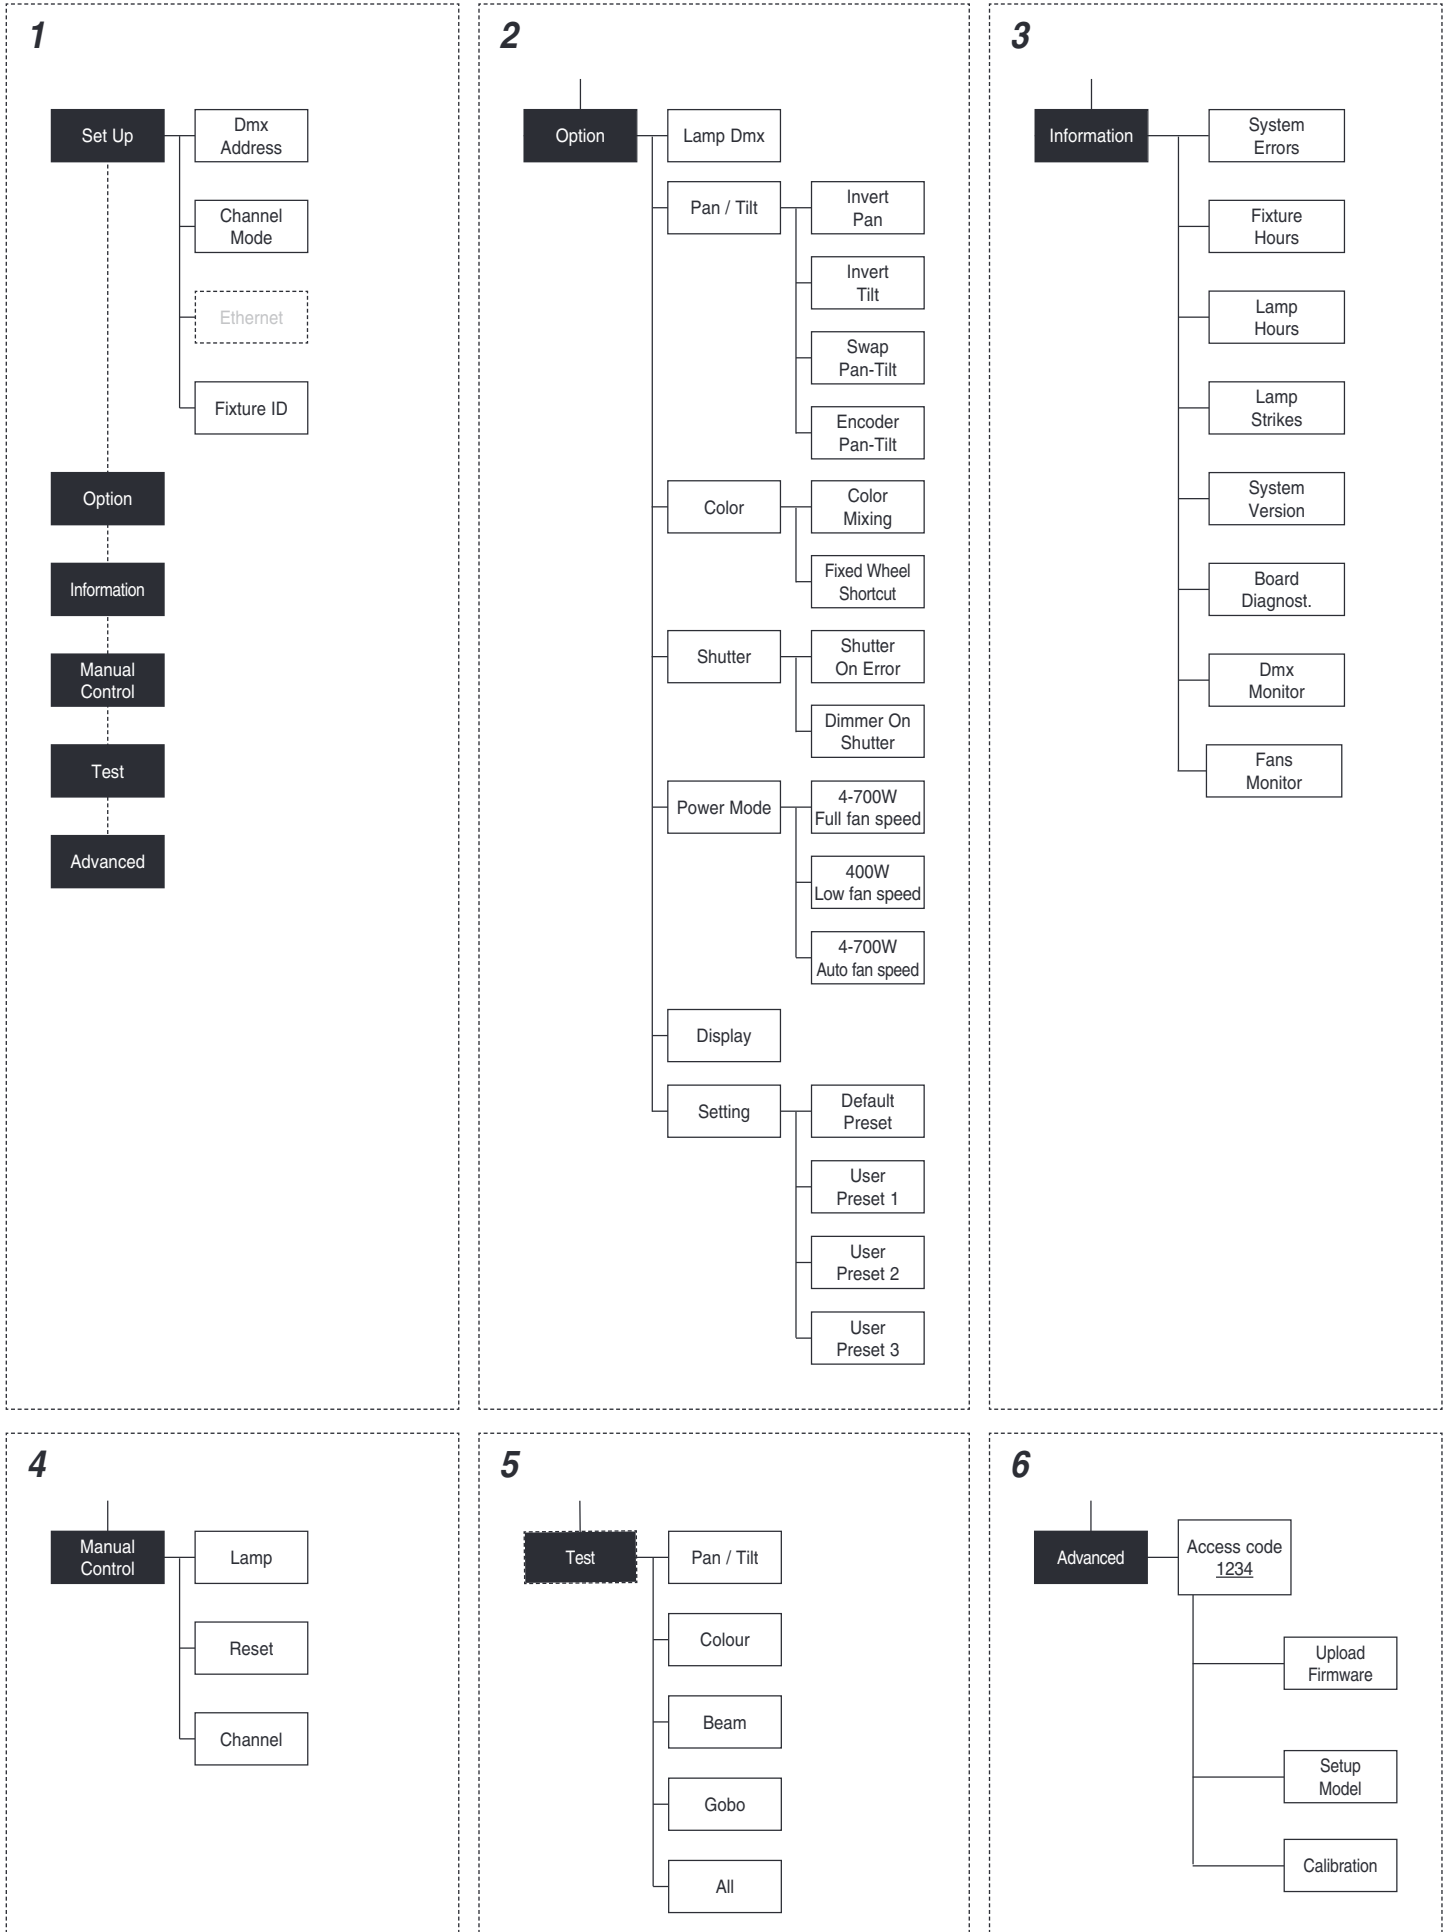 1
Set Up
Dmx
Address
Channel
Mode
Ethernet
Fixture ID
Option
Information
Manual
Control
Test
Advanced
2
Option
Lamp Dmx
Pan / Tilt
Invert
Pan
Invert
Tilt
Swap
Pan-Tilt
Encoder
Pan-Tilt
Color
Color
Mixing
Fixed Wheel
Shortcut
Shutter
Shutter
On Error
Dimmer On
Shutter
Power Mode
4-700W
Full fan speed
400W
Low fan speed
4-700W
Auto fan speed
Display
Setting
Default
Preset
User
Preset 1
User
Preset 2
User
Preset 3
3
Information
System
Errors
Fixture
Hours
Lamp
Hours
Lamp
Strikes
System
Version
Board
Diagnost.
Dmx
Monitor
Fans
Monitor
4
Manual
Control
Lamp
Reset
Channel
5
Test
Pan / Tilt
Colour
Beam
Gobo
All
6
Advanced
Access code
1234
Upload
Firmware
Setup
Model
Calibration